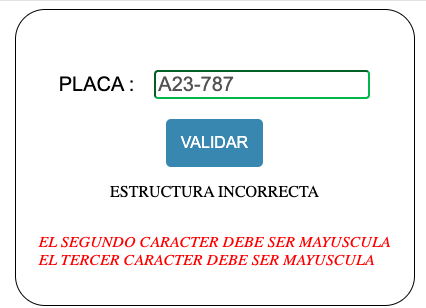 PLACA : A23-787
VALIDAR
ESTRUCTURA INCORRECTA
EL SEGUNDO CARACTER DEBE SER MAYUSCULA
EL TERCER CARACTER DEBE SER MAYUSCULA